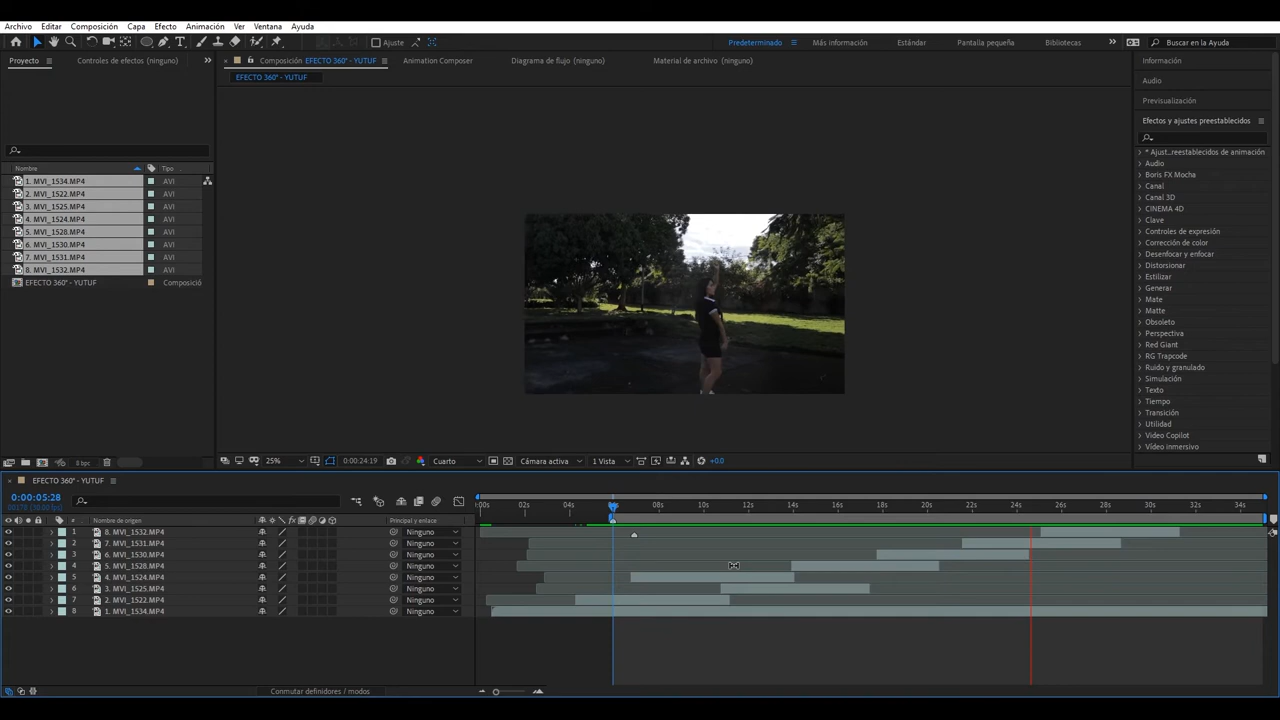 Archivo Editar Composición Capa Efecto Animación Ver Ventana Ayuda
Ajuste Predeterminado Más información Estándar Pantalla pequeña Bibliotecas Buscar en la Ayuda
Proyecto Controles de efectos (ninguno)
Composición EFECTO 360° - YUTUF Animation Composer Diagrama de flujo (ninguno) Material de archivo (ninguno)
EFECTO 360° - YUTUF
Nombre Tipo
1. MVI_1534.MP4 AVI
2. MVI_1522.MP4 AVI
3. MVI_1525.MP4 AVI
4. MVI_1524.MP4 AVI
5. MVI_1528.MP4 AVI
6. MVI_1530.MP4 AVI
7. MVI_1531.MP4 AVI
8. MVI_1532.MP4 AVI
EFECTO 360° - YUTUF Composició
8 bpc
25% 0:00:24:19 Cuarto Cámara activa 1 Vista +0.0
Información
Audio
Previsualización
Efectos y ajustes preestablecidos
* Ajust...reestablecidos de animación
Audio
Boris FX Mocha
Canal
Canal 3D
CINEMA 4D
Clave
Controles de expresión
Corrección de color
Desenfocar y enfocar
Distorsionar
Estilizar
Generar
Mate
Matte
Obsoleto
Perspectiva
Red Giant
RG Trapcode
Ruido y granulado
Simulación
Texto
Tiempo
Transición
Utilidad
Video Copilot
Vídeo inmersivo
EFECTO 360° - YUTUF
0:00:05:28
# Nombre de origen fx Principal y enlace
1 8. MVI_1532.MP4 Ninguno
2 7. MVI_1531.MP4 Ninguno
3 6. MVI_1530.MP4 Ninguno
4 5. MVI_1528.MP4 Ninguno
5 4. MVI_1524.MP4 Ninguno
6 3. MVI_1525.MP4 Ninguno
7 2. MVI_1522.MP4 Ninguno
8 1. MVI_1534.MP4 Ninguno
02s 04s 08s 10s 12s 14s 16s 18s 20s 22s 24s 26s 28s 30s 32s 34s
Conmutar definidores / modos